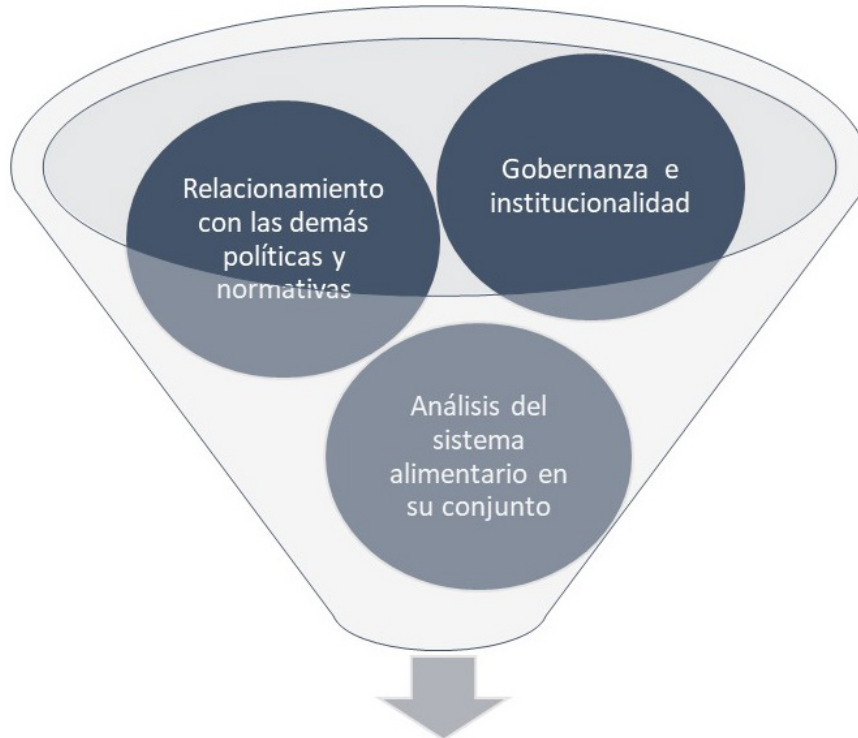 Relacionamiento
con las demás
políticas y
normativas
Gobernanza e
institucionalidad
Análisis del
sistema
alimentario en
su conjunto